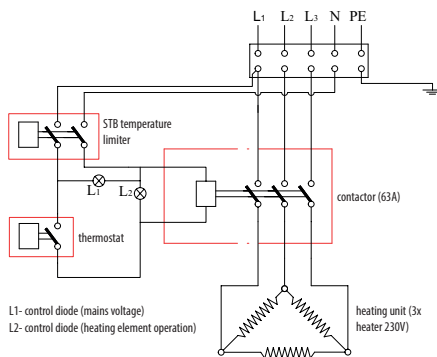 L1 L2 L3 N PE
STB temperature
limiter
L1
L2
contactor (63A)
thermostat
L1- control diode (mains voltage)
L2- control diode (heating element operation)
heating unit (3x
heater 230V)